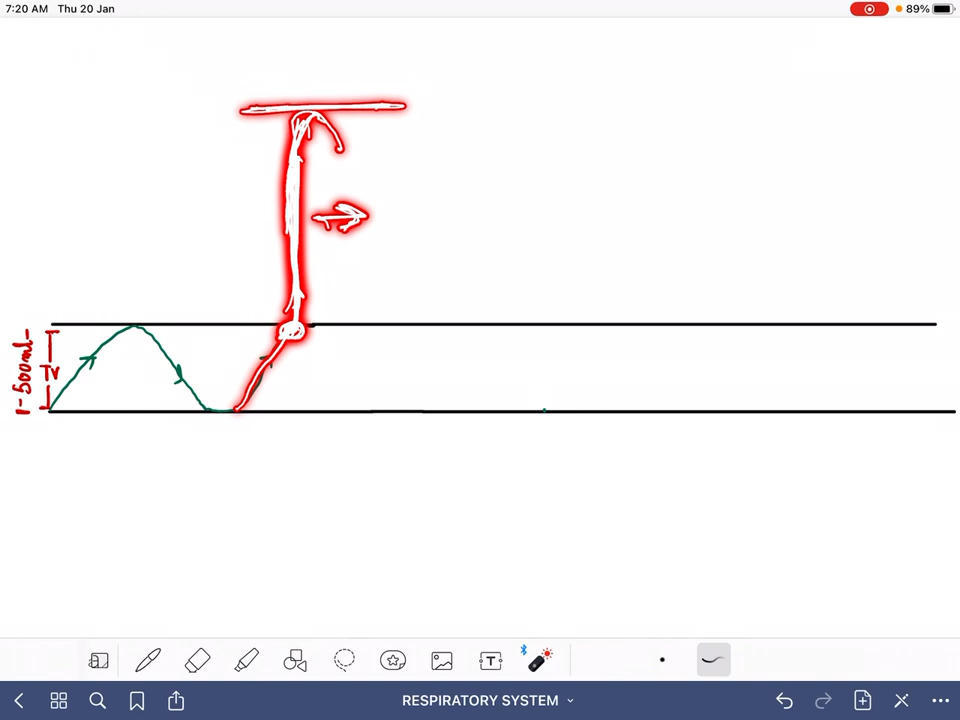 7:20 AM Thu 20 Jan
89%
-500ml-
TV
T
RESPIRATORY SYSTEM